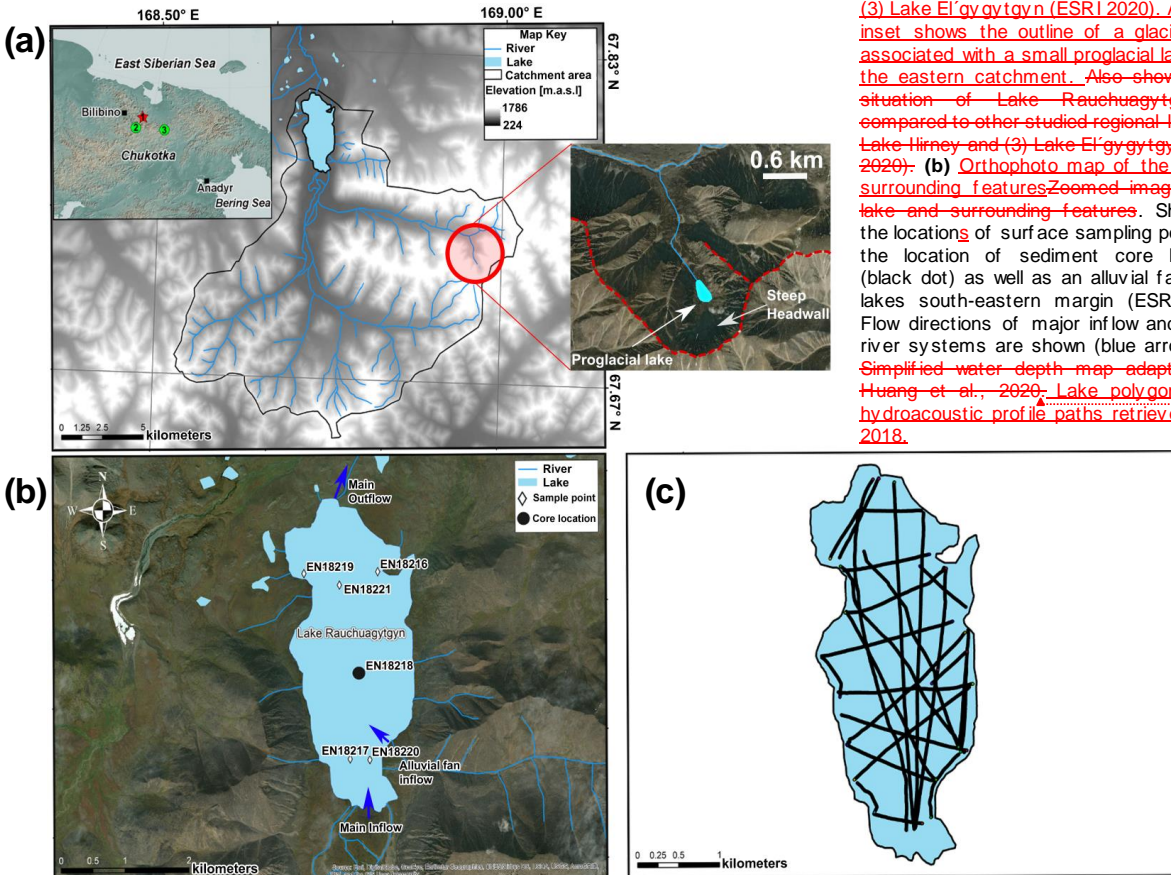 168.50° E
169.00° E
(a)
67.83° N
Map Key
River
Lake
Catchment area
Elevation [m.a.s.l]
1786
224
East Siberian Sea
Bilibino
1
2
3
Chukotka
Anadyr
Bering Sea
0.6 km
Steep
Headwall
Proglacial lake
67.67° N
0 1.25 2.5 5
kilometers
(3) Lake El´gygytgyn (ESRI 2020). A
inset shows the outline of a glaci
associated with a small proglacial la
the eastern catchment. Also show
situation of Lake Rauchuagytg
compared to other studied regional l
Lake Ilirney and (3) Lake El´gygytgy
2020). (b) Orthophoto map of the
surrounding featuresZoomed imag
lake and surrounding features. Sh
the locations of surface sampling po
the location of sediment core
(black dot) as well as an alluvial fa
lakes south-eastern margin (ESR
Flow directions of major inflow and
river systems are shown (blue arro
Simplified water depth map adapt
Huang et al., 2020. Lake polygon
hydroacoustic profile paths retrieve
2018.
(b)
N
W E
S
Main
Outflow
River
Lake
Sample point
Core location
EN18219
EN18216
EN18221
Lake Rauchuagytgyn
EN18218
EN18217
EN18220
Alluvial fan
inflow
Main Inflow
0 0.5 1 2
kilometers
(c)
0 0.25 0.5 1
kilometers